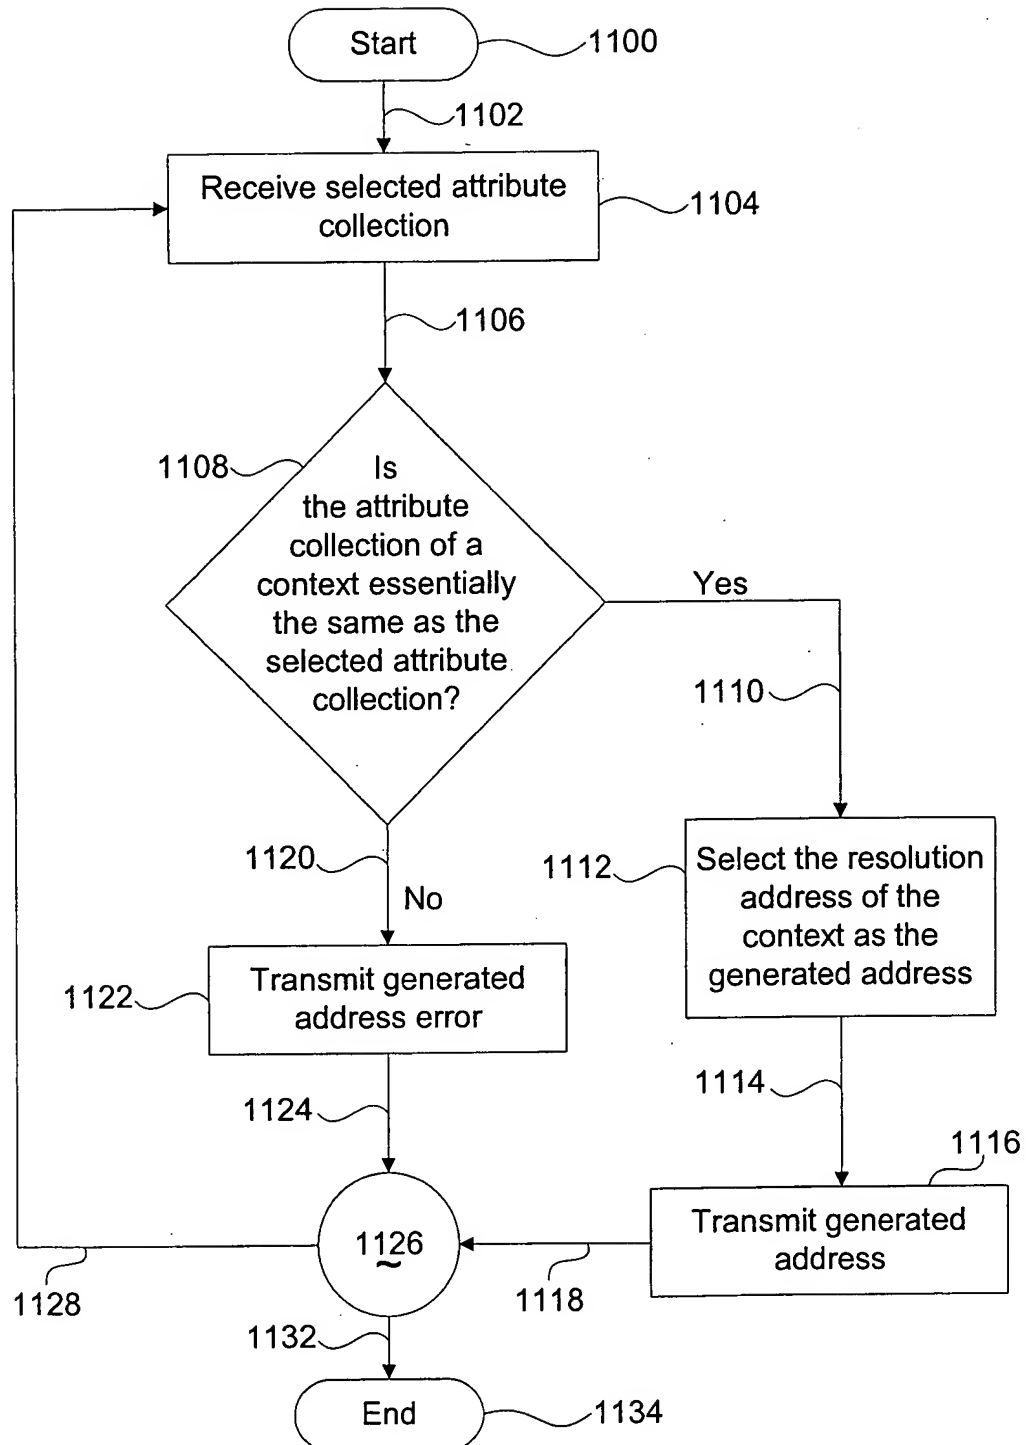 Start
1100
1102
Receive selected attribute
collection
1104
1106
1108
Is
the attribute
collection of a
context essentially
the same as the
selected attribute
collection?
Yes
1110
1120
No
1112
Select the resolution
address of the
context as the
generated address
1122
Transmit generated
address error
1114
1124
1116
Transmit generated
address
1126
1118
1128
1132
End
1134